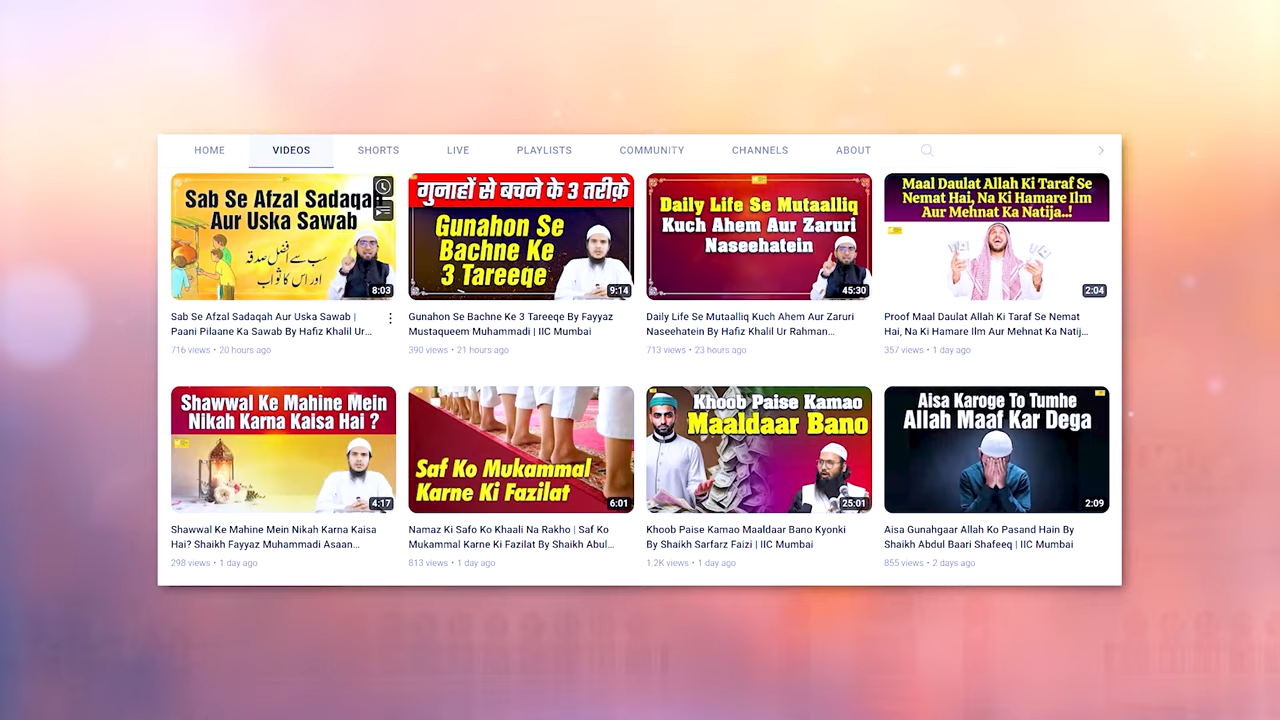 HOME VIDEOS SHORTS LIVE PLAYLISTS COMMUNITY CHANNELS ABOUT
Sab Se Afzal Sadaqah
Aur Uska Sawab
سب سے افضل صدقہ
اور اس کا ثواب
8:03
गुनाहों से बचने के 3 तरीक़े
Gunahon Se
Bachne Ke
3 Tareeqe
9:14
Daily Life Se Mutaalliq
Kuch Ahem Aur Zaruri
Naseehatein
45:30
Maal Daulat Allah Ki Taraf Se
Nemat Hai, Na Ki Hamare Ilm
Aur Mehnat Ka Natija..!
2:04
Sab Se Afzal Sadaqah Aur Uska Sawab |
Paani Pilaane Ka Sawab By Hafiz Khalil Ur...
716 views • 20 hours ago
Gunahon Se Bachne Ke 3 Tareeqe By Fayyaz
Mustaqueem Muhammadi | IIC Mumbai
390 views • 21 hours ago
Daily Life Se Mutaalliq Kuch Ahem Aur Zaruri
Naseehatein By Hafiz Khalil Ur Rahman...
713 views • 23 hours ago
Proof Maal Daulat Allah Ki Taraf Se Nemat
Hai, Na Ki Hamare Ilm Aur Mehnat Ka Natij...
357 views • 1 day ago
Shawwal Ke Mahine Mein
Nikah Karna Kaisa Hai ?
4:17
Saf Ko Mukammal
Karne Ki Fazilat
6:01
Khoob Paise Kamao
Maaldaar Bano
25:01
Aisa Karoge To Tumhe
Allah Maaf Kar Dega
2:09
Shawwal Ke Mahine Mein Nikah Karna Kaisa
Hai? Shaikh Fayyaz Muhammadi Asaan...
298 views • 1 day ago
Namaz Ki Safo Ko Khaali Na Rakho | Saf Ko
Mukammal Karne Ki Fazilat By Shaikh Abul...
813 views • 1 day ago
Khoob Paise Kamao Maaldaar Bano Kyonki
By Shaikh Sarfarz Faizi | IIC Mumbai
1.2K views • 1 day ago
Aisa Gunahgaar Allah Ko Pasand Hain By
Shaikh Abdul Baari Shafeeq | IIC Mumbai
855 views • 2 days ago